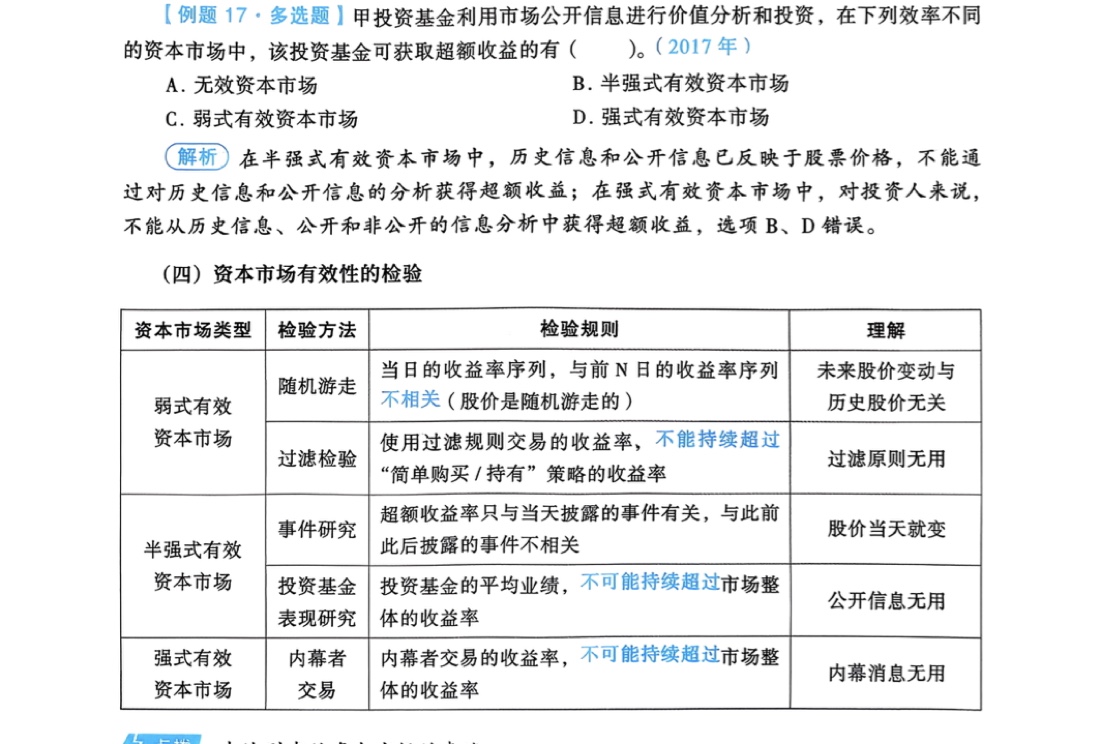 【例题 17·多选题】甲投资基金利用市场公开信息进行价值分析和投资，在下列效率不同
的资本市场中，该投资基金可获取超额收益的有（　　）。（2017 年）
A. 无效资本市场　B. 半强式有效资本市场
C. 弱式有效资本市场　D. 强式有效资本市场
解析 在半强式有效资本市场中，历史信息和公开信息已反映于股票价格，不能通
过对历史信息和公开信息的分析获得超额收益；在强式有效资本市场中，对投资人来说，
不能从历史信息、公开和非公开的信息分析中获得超额收益，选项 B、D 错误。
（四）资本市场有效性的检验
资本市场类型　检验方法　检验规则　理解
弱式有效
资本市场
随机游走
当日的收益率序列，与前 N 日的收益率序列
不相关（股价是随机游走的）
未来股价变动与
历史股价无关
过滤检验
使用过滤规则交易的收益率，不能持续超过
“简单购买 / 持有”策略的收益率
过滤原则无用
半强式有效
资本市场
事件研究
超额收益率只与当天披露的事件有关，与此前
此后披露的事件不相关
股价当天就变
投资基金
表现研究
投资基金的平均业绩，不可能持续超过市场整
体的收益率
公开信息无用
强式有效
资本市场
内幕者
交易
内幕者交易的收益率，不可能持续超过市场整
体的收益率
内幕消息无用